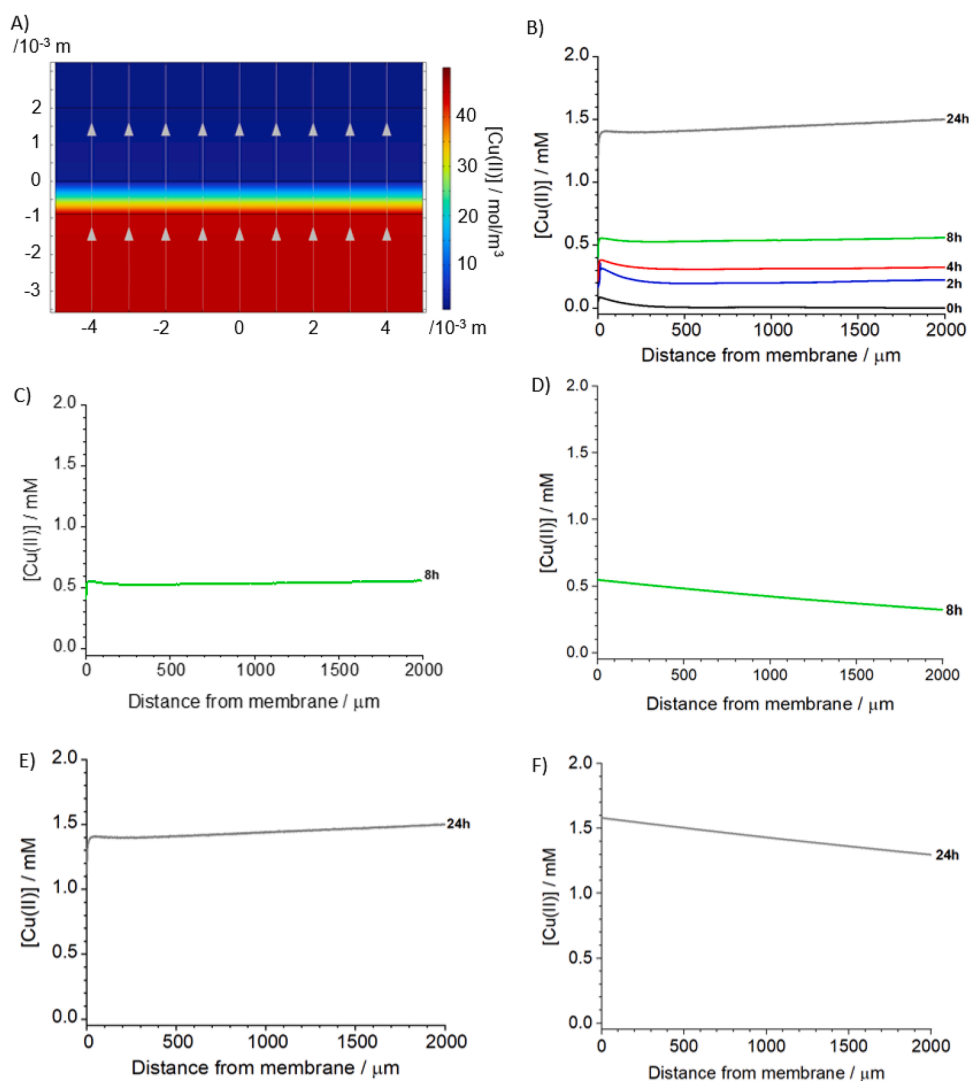 A)
/10⁻³ m
2
1
0
-1
-2
-3
-4
-2
0
2
4
/10⁻³ m
40
30
20
10
[Cu(II)] / mol/m³
B)
[Cu(II)] / mM
2.0
1.5
1.0
0.5
0.0
24h
8h
4h
2h
0h
0
500
1000
1500
2000
Distance from membrane / μm
C)
[Cu(II)] / mM
2.0
1.5
1.0
0.5
0.0
8h
0
500
1000
1500
2000
Distance from membrane / μm
D)
[Cu(II)] / mM
2.0
1.5
1.0
0.5
0.0
8h
0
500
1000
1500
2000
Distance from membrane / μm
E)
[Cu(II)] / mM
2.0
1.5
1.0
0.5
0.0
24h
0
500
1000
1500
2000
Distance from membrane / μm
F)
[Cu(II)] / mM
2.0
1.5
1.0
0.5
0.0
24h
0
500
1000
1500
2000
Distance from membrane / μm